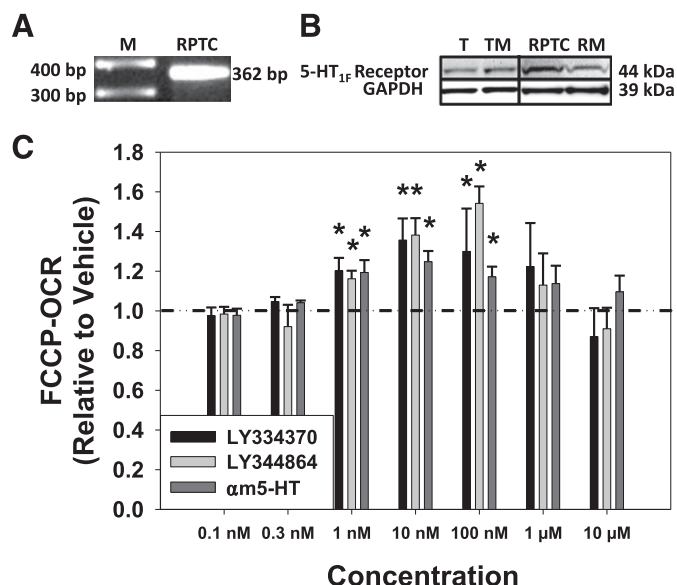 A
M RPTC
400 bp
300 bp
362 bp
B
T TM RPTC RM
5-HT1F Receptor 44 kDa
GAPDH 39 kDa
C
FCCP-OCR
(Relative to Vehicle)
1.8
1.6
1.4
1.2
1.0
0.8
0.6
0.4
0.2
0.0
* * *
** *
* * *
LY334370
LY344864
αm5-HT
0.1 nM 0.3 nM 1 nM 10 nM 100 nM 1 µM 10 µM
Concentration